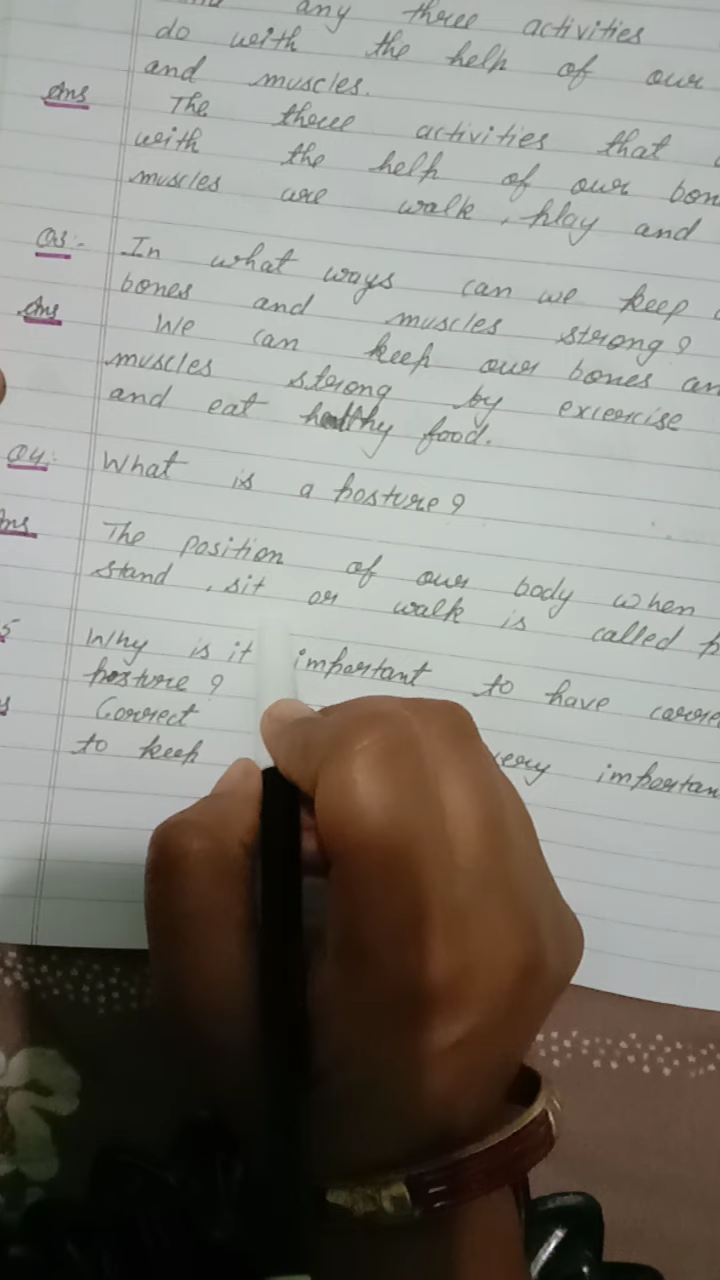 any three activities
do with the help of our
and muscles.
Ans The three activities that
with the help of our bon
muscles are walk, play and
Q3:- In what ways can we keep
bones and muscles strong?
Ans We can keep our bones an
muscles strong by excercise
and eat healthy food.
Q4:- What is a posture?
Ans The position of our body when
stand, sit or walk is called p
5 Why is it important to have corre
posture?
s Correct very importan
to keep